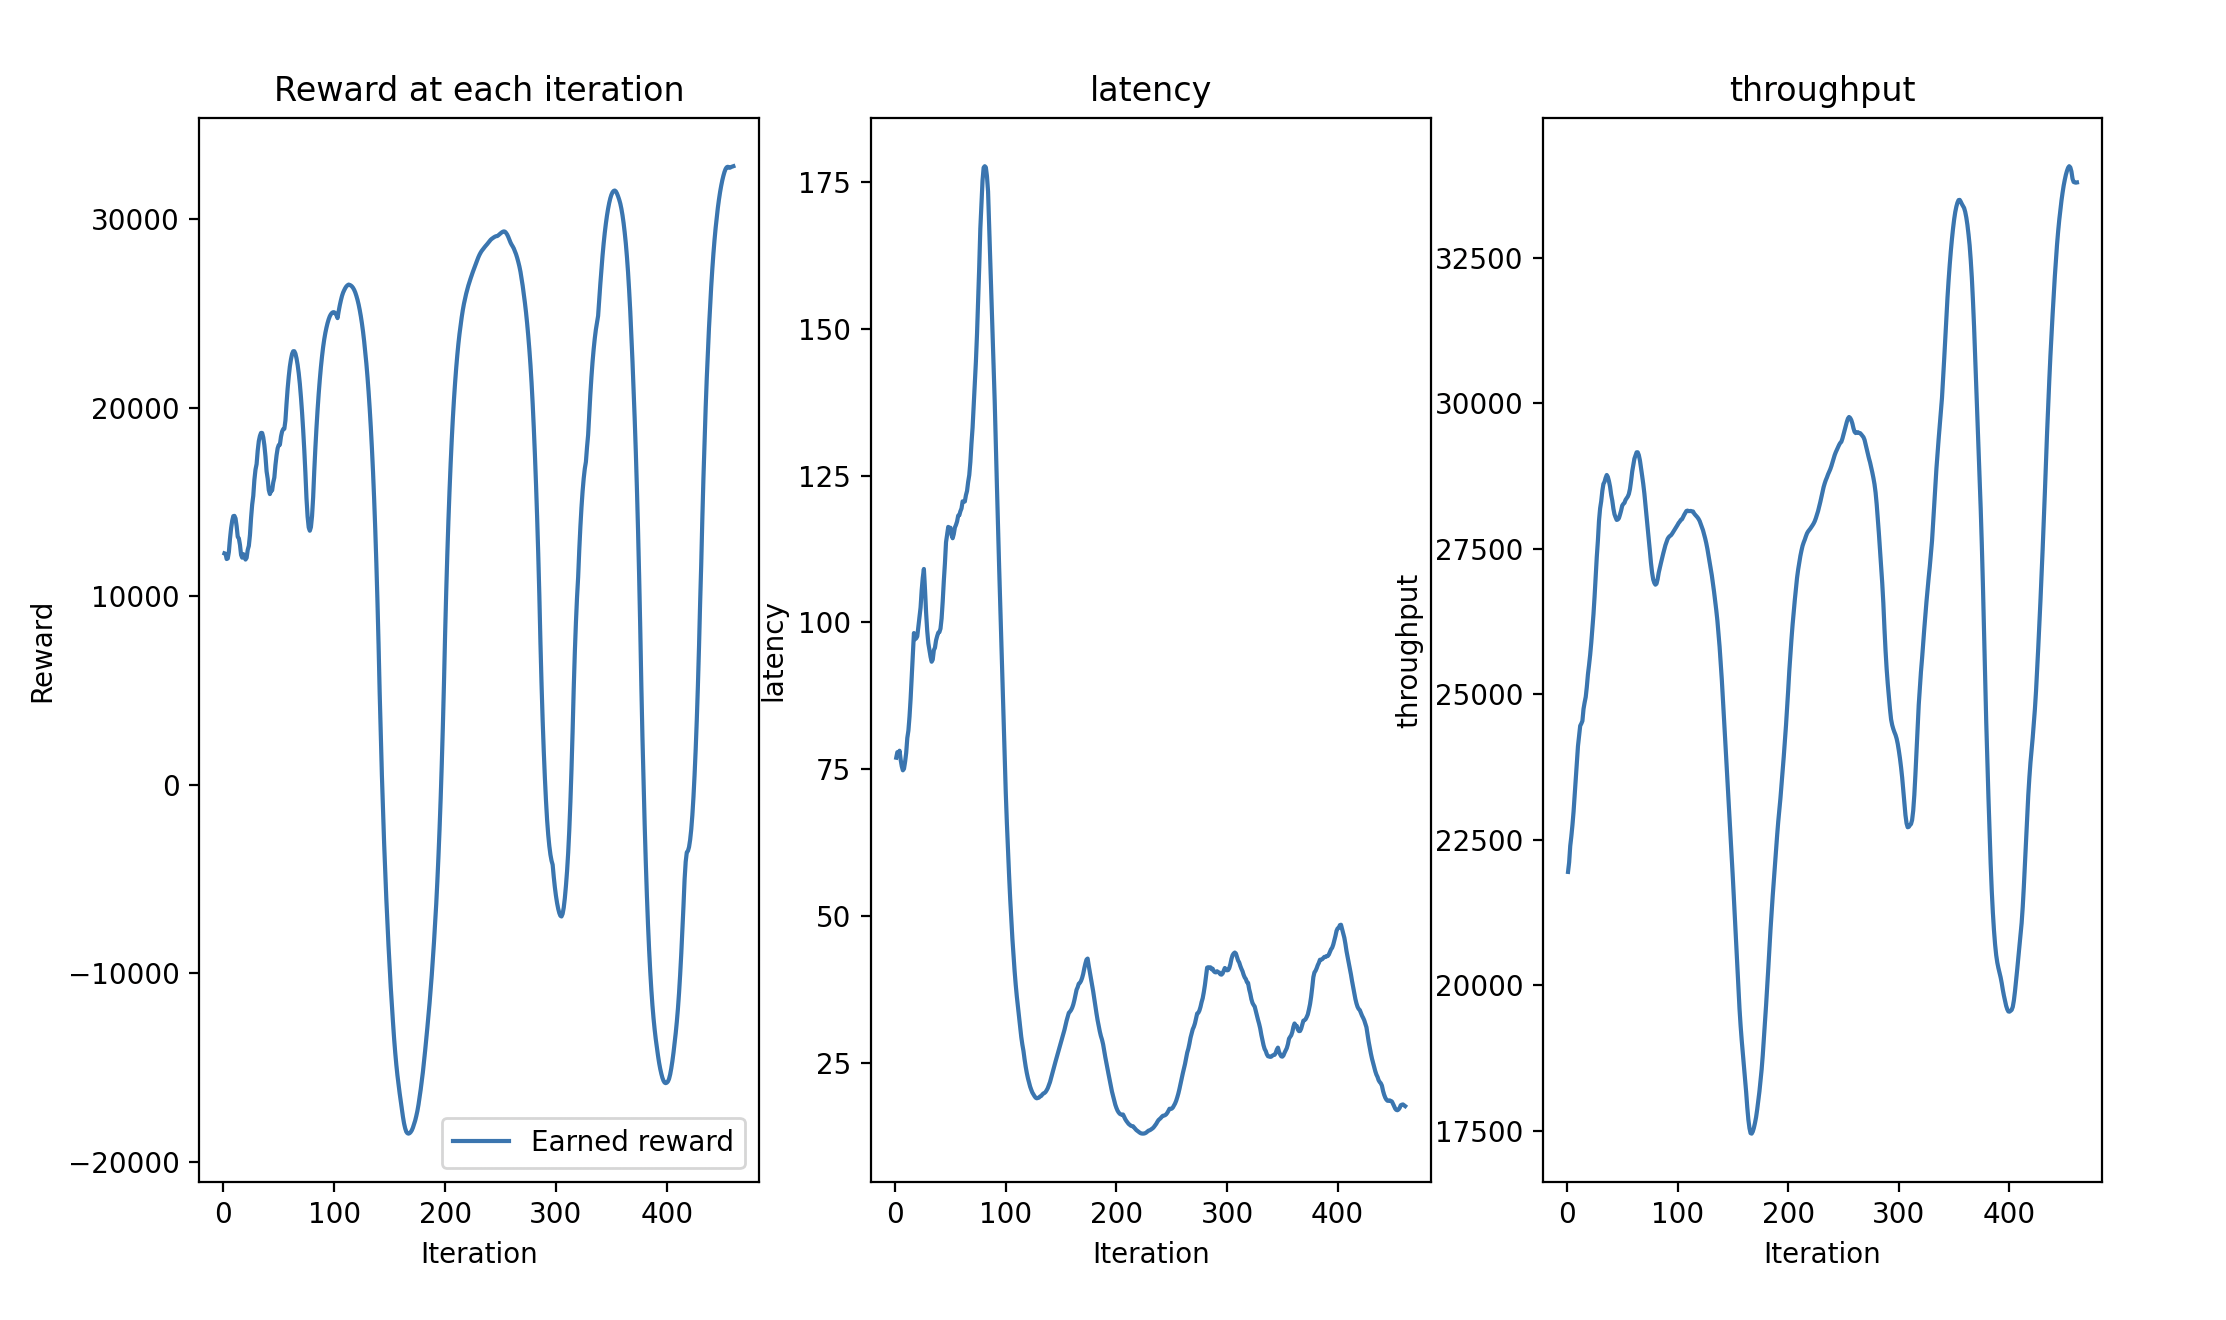 Reward at each iteration
latency
throughput
30000
20000
10000
0
−10000
−20000
Reward
0 100 200 300 400
Iteration
Earned reward
175
150
125
100
75
50
25
latency
0 100 200 300 400
Iteration
32500
30000
27500
25000
22500
20000
17500
throughput
0 100 200 300 400
Iteration